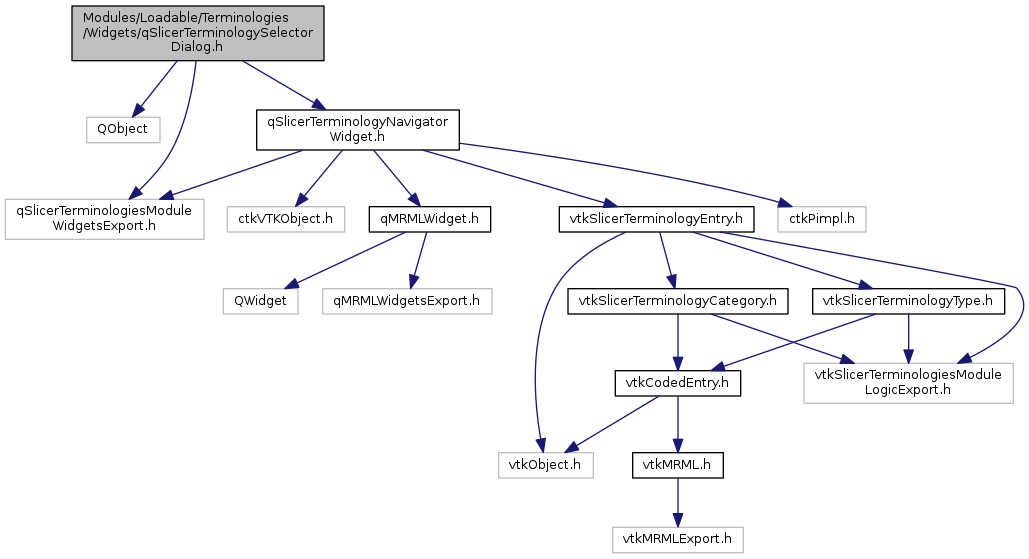 Modules/Loadable/Terminologies
/Widgets/qSlicerTerminologySelector
Dialog.h
QObject
qSlicerTerminologyNavigator
Widget.h
qSlicerTerminologiesModule
WidgetsExport.h
ctkVTKObject.h
qMRMLWidget.h
vtkSlicerTerminologyEntry.h
ctkPimpl.h
QWidget
qMRMLWidgetsExport.h
vtkSlicerTerminologyCategory.h
vtkSlicerTerminologyType.h
vtkCodedEntry.h
vtkSlicerTerminologiesModule
LogicExport.h
vtkObject.h
vtkMRML.h
vtkMRMLExport.h